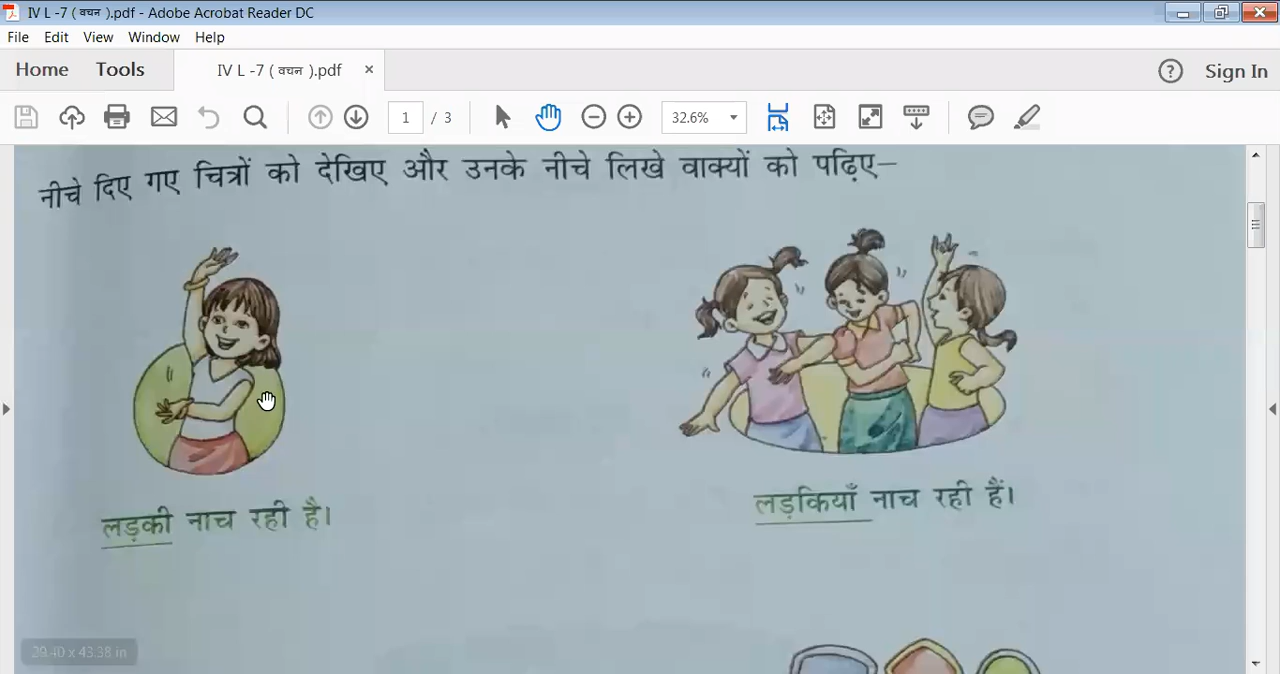 IV L -7 ( वचन ).pdf - Adobe Acrobat Reader DC
File Edit View Window Help
Home Tools IV L -7 ( वचन ).pdf × ? Sign In
1 / 3 32.6%
नीचे दिए गए चित्रों को देखिए और उनके नीचे लिखे वाक्यों को पढ़िए–
लड़की नाच रही है।
लड़कियाँ नाच रही हैं।
29.40 x 43.38 in